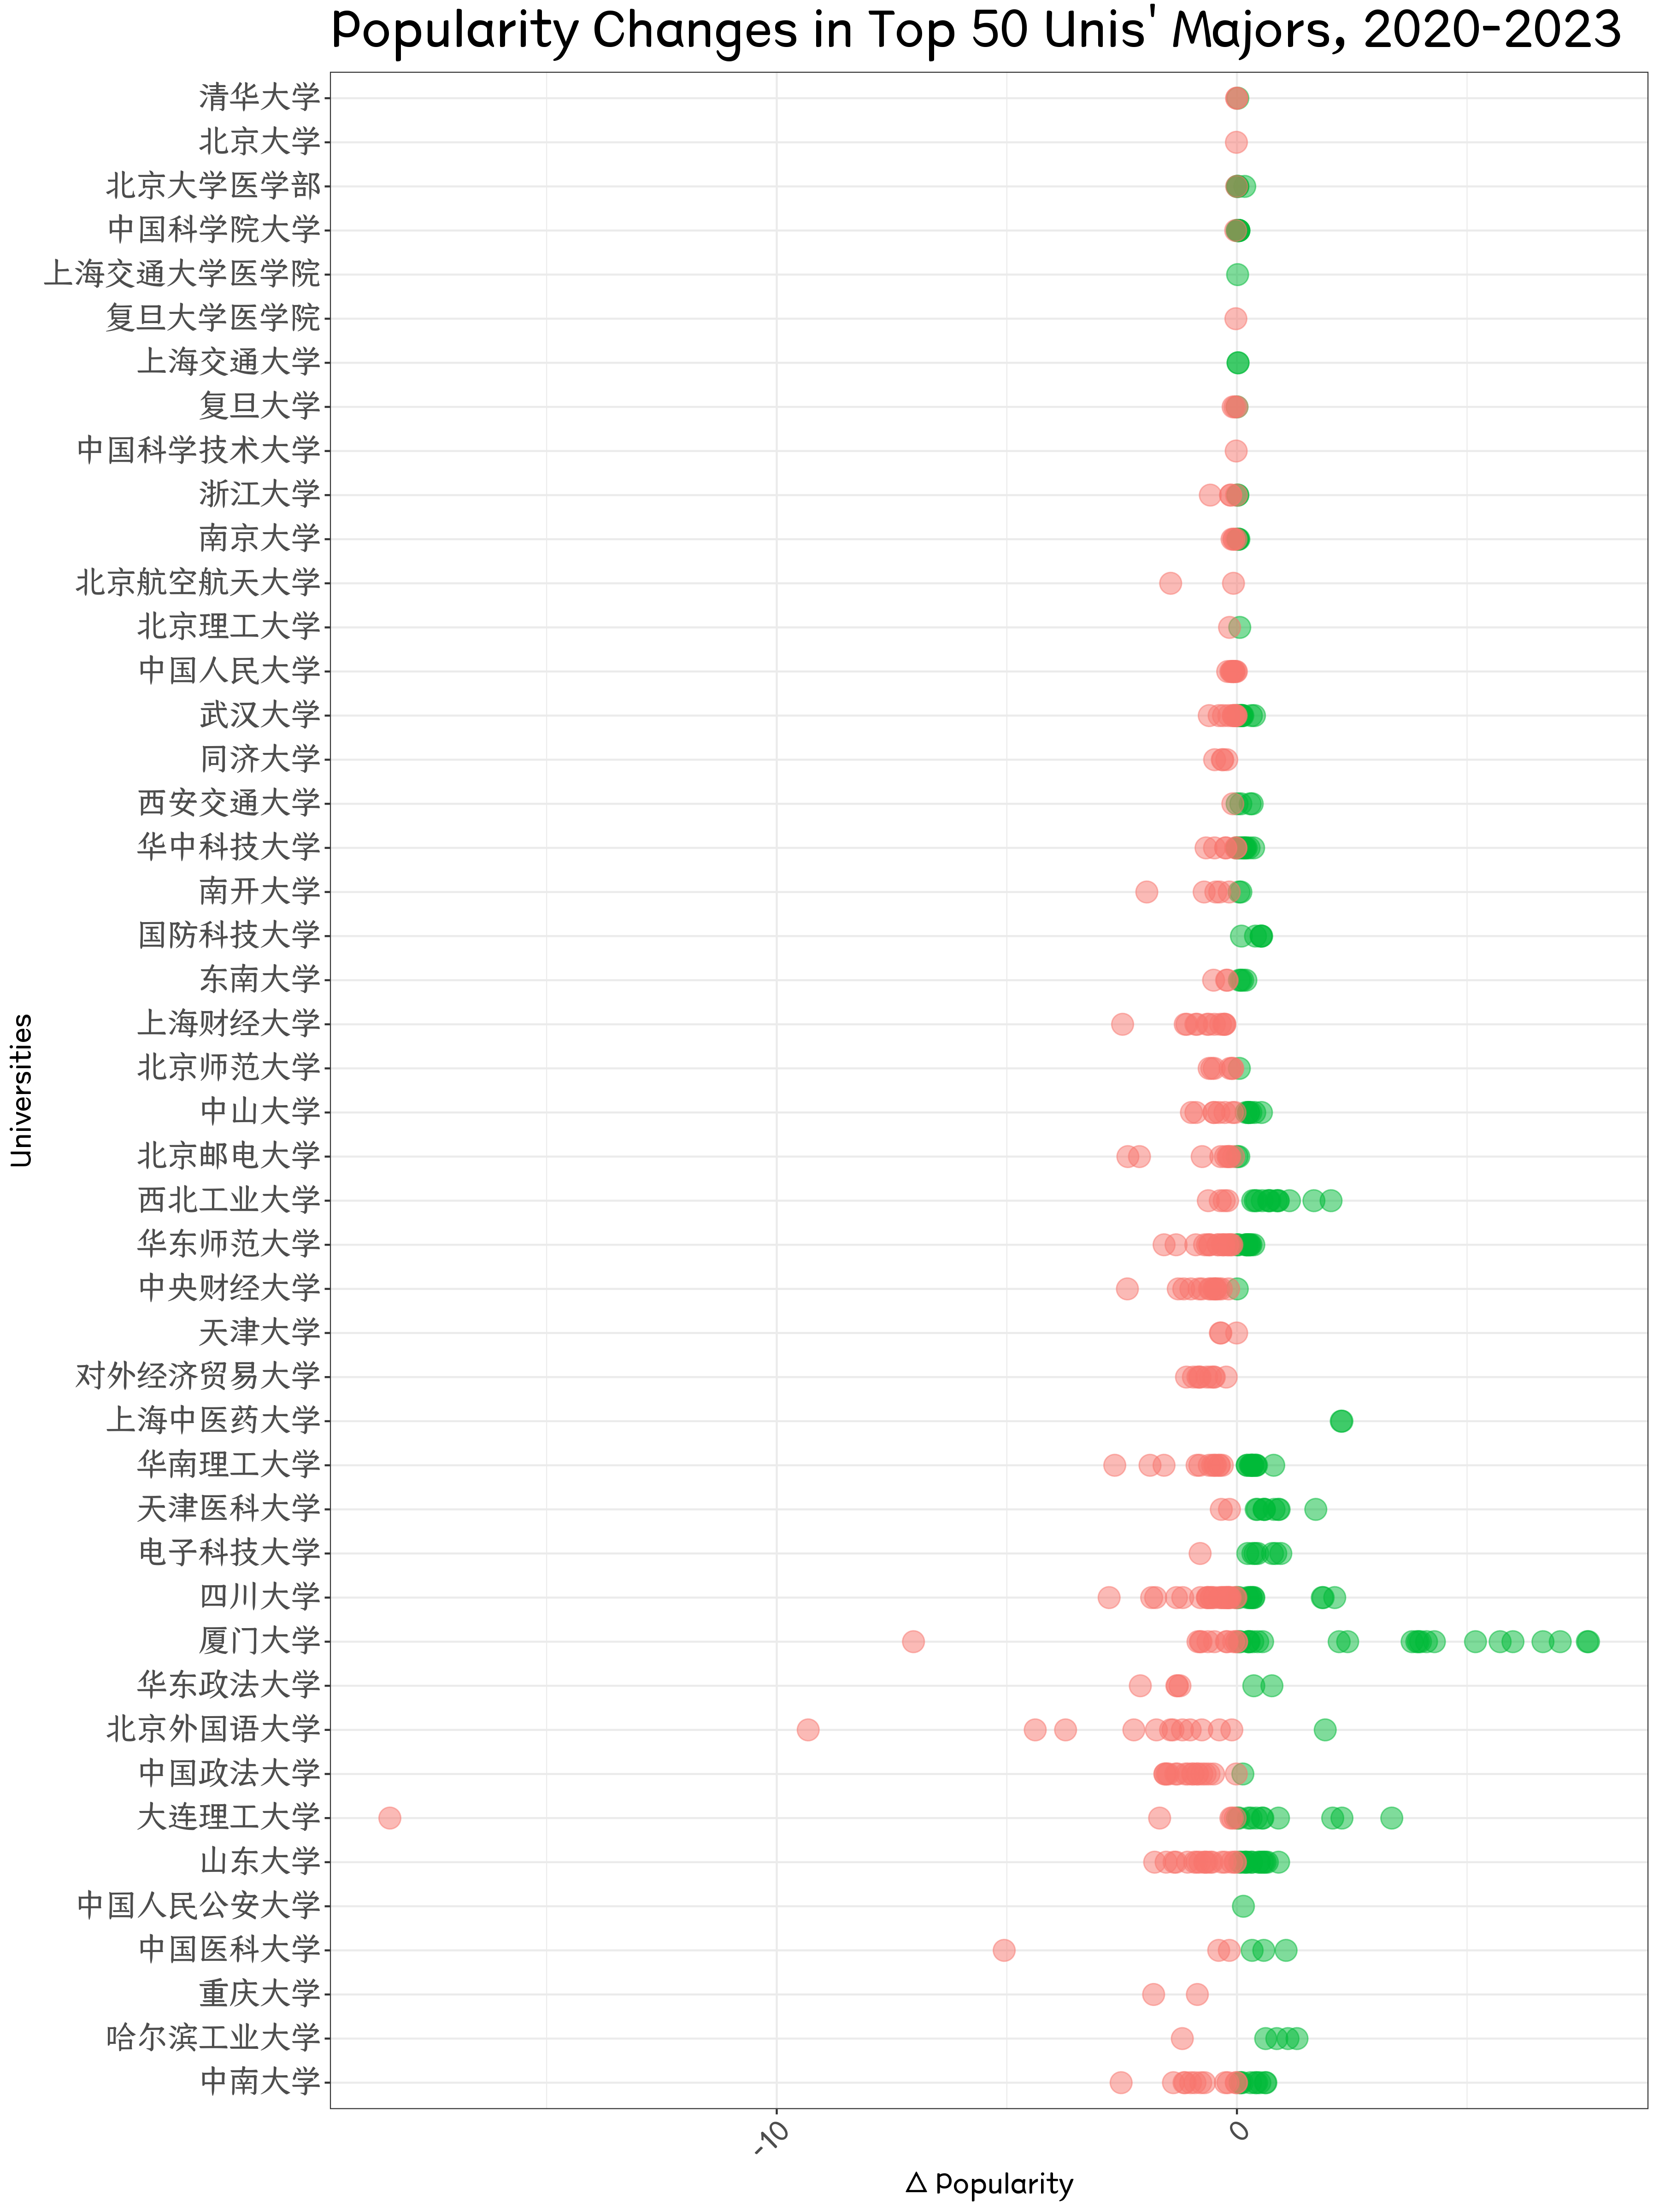 Popularity Changes in Top 50 Unis' Majors, 2020-2023
清华大学
北京大学
北京大学医学部
中国科学院大学
上海交通大学医学院
复旦大学医学院
上海交通大学
复旦大学
中国科学技术大学
浙江大学
南京大学
北京航空航天大学
北京理工大学
中国人民大学
武汉大学
同济大学
西安交通大学
华中科技大学
南开大学
国防科技大学
东南大学
上海财经大学
北京师范大学
中山大学
北京邮电大学
西北工业大学
华东师范大学
中央财经大学
天津大学
对外经济贸易大学
上海中医药大学
华南理工大学
天津医科大学
电子科技大学
四川大学
厦门大学
华东政法大学
北京外国语大学
中国政法大学
大连理工大学
山东大学
中国人民公安大学
中国医科大学
重庆大学
哈尔滨工业大学
中南大学
Universities
-10
0
△ Popularity